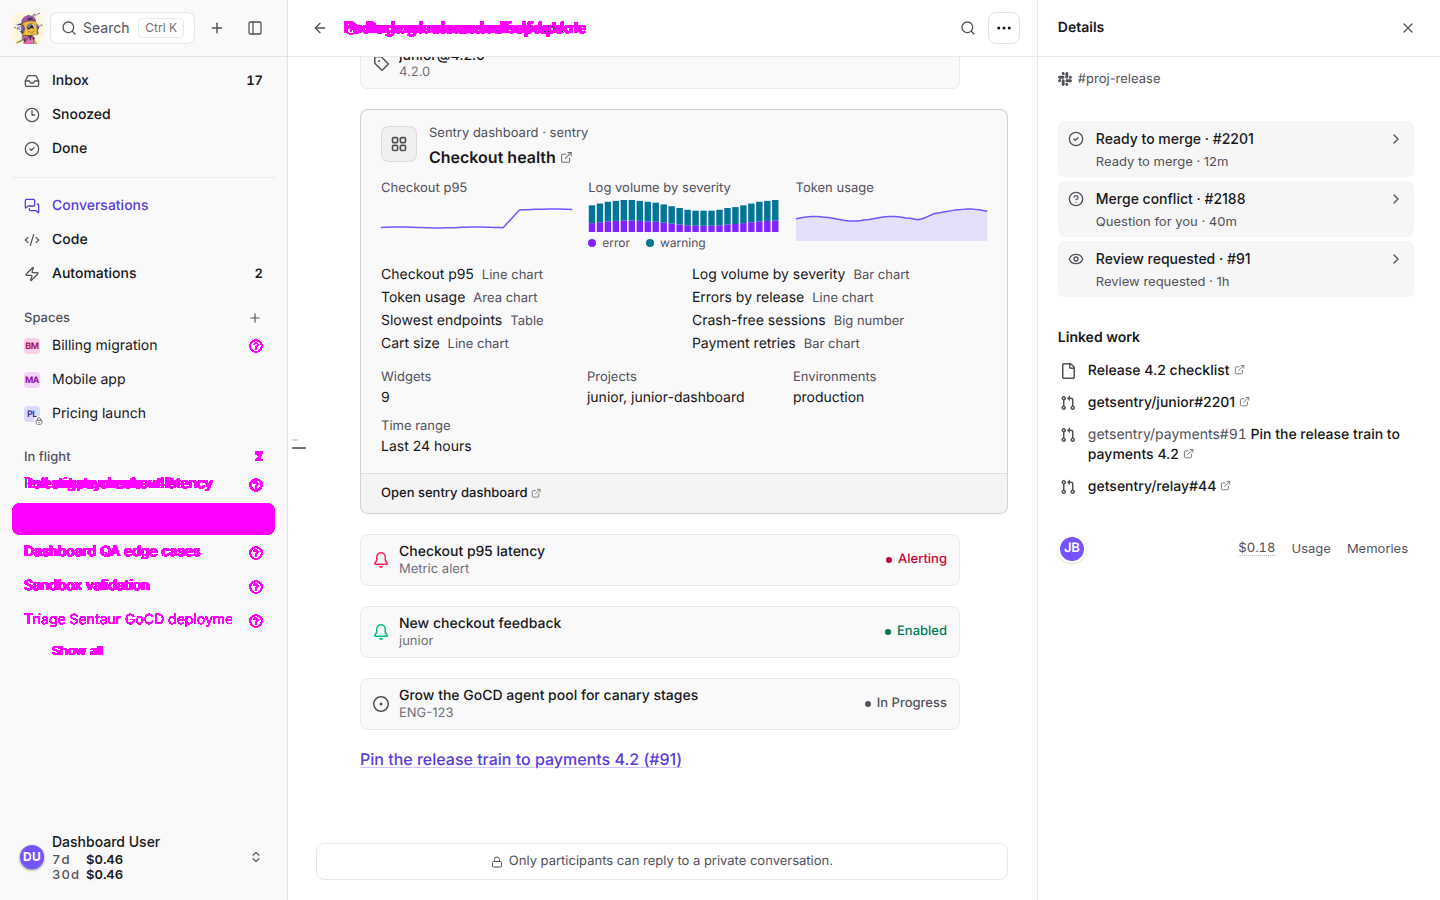 Search Ctrl K
Inbox 17
Snoozed
Done
Conversations
Code
Automations 2
Spaces
BM Billing migration
MA Mobile app
PL Pricing launch
In flight
Dashboard QA edge cases
Sandbox validation
Triage Sentaur GoCD deployme
Show all
DU Dashboard User
7d $0.46
30d $0.46
junior@4.2.0
4.2.0
Sentry dashboard · sentry
Checkout health
Checkout p95 Log volume by severity Token usage
error warning
Checkout p95 Line chart Log volume by severity Bar chart
Token usage Area chart Errors by release Line chart
Slowest endpoints Table Crash-free sessions Big number
Cart size Line chart Payment retries Bar chart
Widgets Projects Environments
9 junior, junior-dashboard production
Time range
Last 24 hours
Open sentry dashboard
Checkout p95 latency
Metric alert
Alerting
New checkout feedback
junior
Enabled
Grow the GoCD agent pool for canary stages
ENG-123
In Progress
Pin the release train to payments 4.2 (#91)
Only participants can reply to a private conversation.
Details
#proj-release
Ready to merge · #2201
Ready to merge · 12m
Merge conflict · #2188
Question for you · 40m
Review requested · #91
Review requested · 1h
Linked work
Release 4.2 checklist
getsentry/junior#2201
getsentry/payments#91 Pin the release train to
payments 4.2
getsentry/relay#44
JB $0.18 Usage Memories